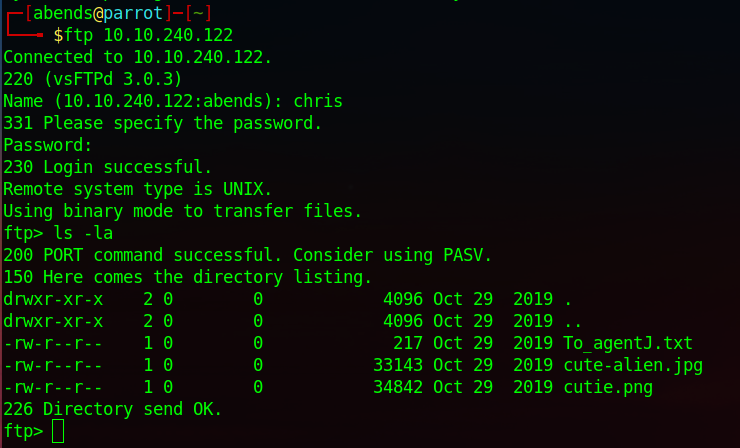 ┌─[abends@parrot]─[~]
└──╼ $ftp 10.10.240.122
Connected to 10.10.240.122.
220 (vsFTPd 3.0.3)
Name (10.10.240.122:abends): chris
331 Please specify the password.
Password:
230 Login successful.
Remote system type is UNIX.
Using binary mode to transfer files.
ftp> ls -la
200 PORT command successful. Consider using PASV.
150 Here comes the directory listing.
drwxr-xr-x    2 0        0            4096 Oct 29  2019 .
drwxr-xr-x    2 0        0            4096 Oct 29  2019 ..
-rw-r--r--    1 0        0             217 Oct 29  2019 To_agentJ.txt
-rw-r--r--    1 0        0           33143 Oct 29  2019 cute-alien.jpg
-rw-r--r--    1 0        0           34842 Oct 29  2019 cutie.png
226 Directory send OK.
ftp>